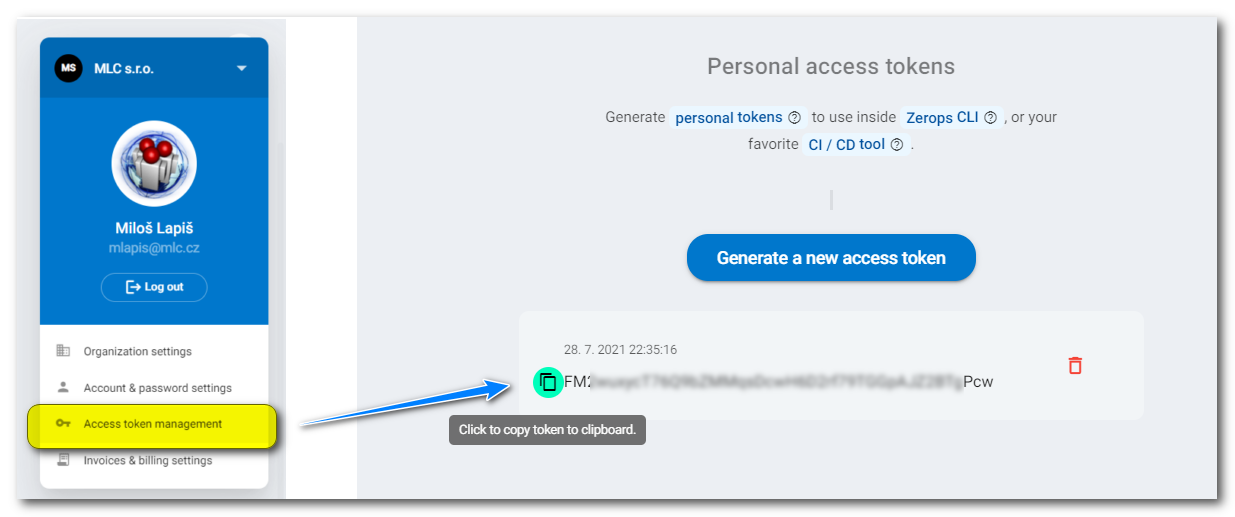 MS MLC s.r.o.
Miloš Lapiš
mlapis@mlc.cz
Log out
Organization settings
Account & password settings
Access token management
Invoices & billing settings
Personal access tokens
Generate personal tokens ? to use inside Zerops CLI ? , or your
favorite CI / CD tool ? .
Generate a new access token
28. 7. 2021 22:35:16
FM2 Pcw
Click to copy token to clipboard.